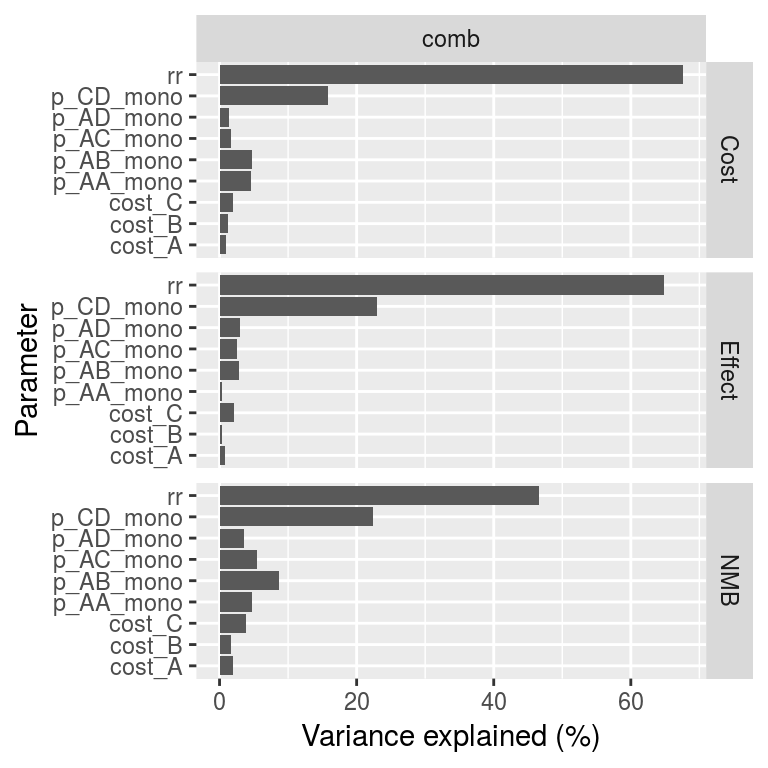 comb
rr
p_CD_mono
p_AD_mono
p_AC_mono
p_AB_mono
p_AA_mono
cost_C
cost_B
cost_A
Cost
rr
p_CD_mono
p_AD_mono
p_AC_mono
p_AB_mono
p_AA_mono
cost_C
cost_B
cost_A
Effect
rr
p_CD_mono
p_AD_mono
p_AC_mono
p_AB_mono
p_AA_mono
cost_C
cost_B
cost_A
NMB
Parameter
0 20 40 60
Variance explained (%)